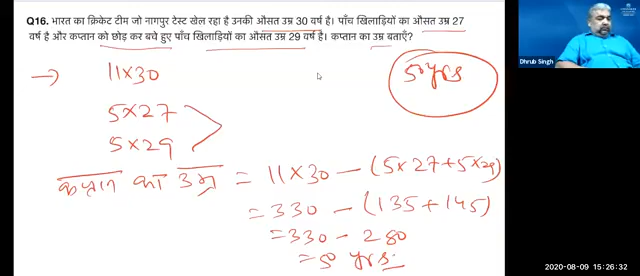 Q16. भारत का क्रिकेट टीम जो नागपुर टेस्ट खेल रहा है उनकी औसत उम्र 30 वर्ष है। पाँच खिलाड़ियों का औसत उम्र 27
वर्ष है और कप्तान को छोड़ कर बचे हुए पाँच खिलाड़ियों का औसत उम्र 29 वर्ष है। कप्तान का उम्र बताएँ?
Dhrub Singh
→ 11×30
50 yrs
5×27
5×29
कप्तान का उम्र = 11×30 - (5×27+5×29)
= 330 - (135+145)
= 330 - 280
= 50 yrs.
2020-08-09 15:26:32